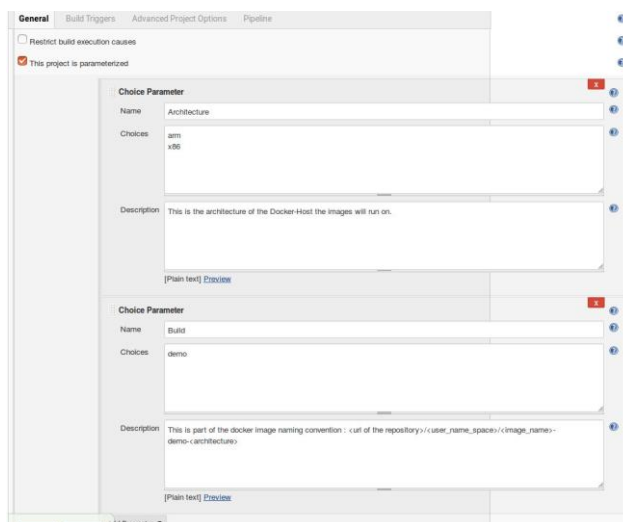 General Build Triggers Advanced Project Options Pipeline
Restrict build execution causes
This project is parameterized
X
Choice Parameter
Name Architecture
Choices arm
x86
Description This is the architecture of the Docker-Host the images will run on.
[Plain text] Preview
X
Choice Parameter
Name Build
Choices demo
Description This is part of the docker image naming convention : <url of the repository>/<user_name_space>/<image_name>-
demo-<architecture>
[Plain text] Preview